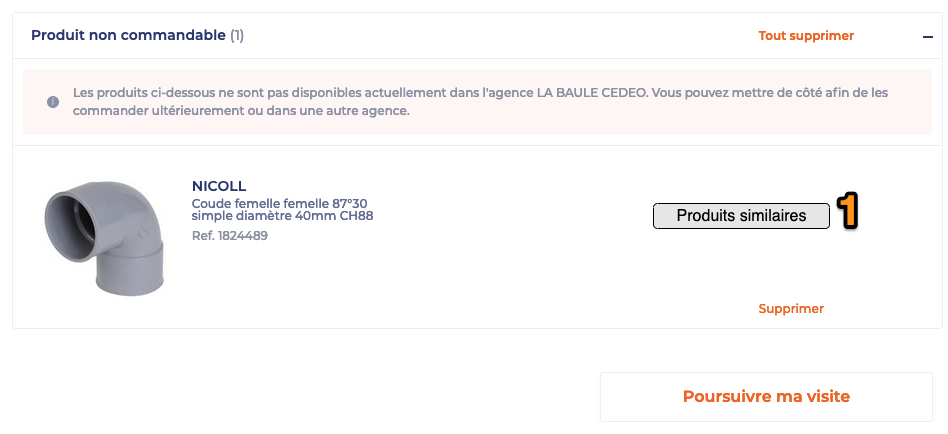 Produit non commandable (1)
Tout supprimer
Les produits ci-dessous ne sont pas disponibles actuellement dans l'agence LA BAULE CEDEO. Vous pouvez mettre de côté afin de les
commander ultérieurement ou dans une autre agence.
NICOLL
Coude femelle femelle 87°30
simple diamètre 40mm CH88
Ref. 1824489
Produits similaires
1
Supprimer
Poursuivre ma visite